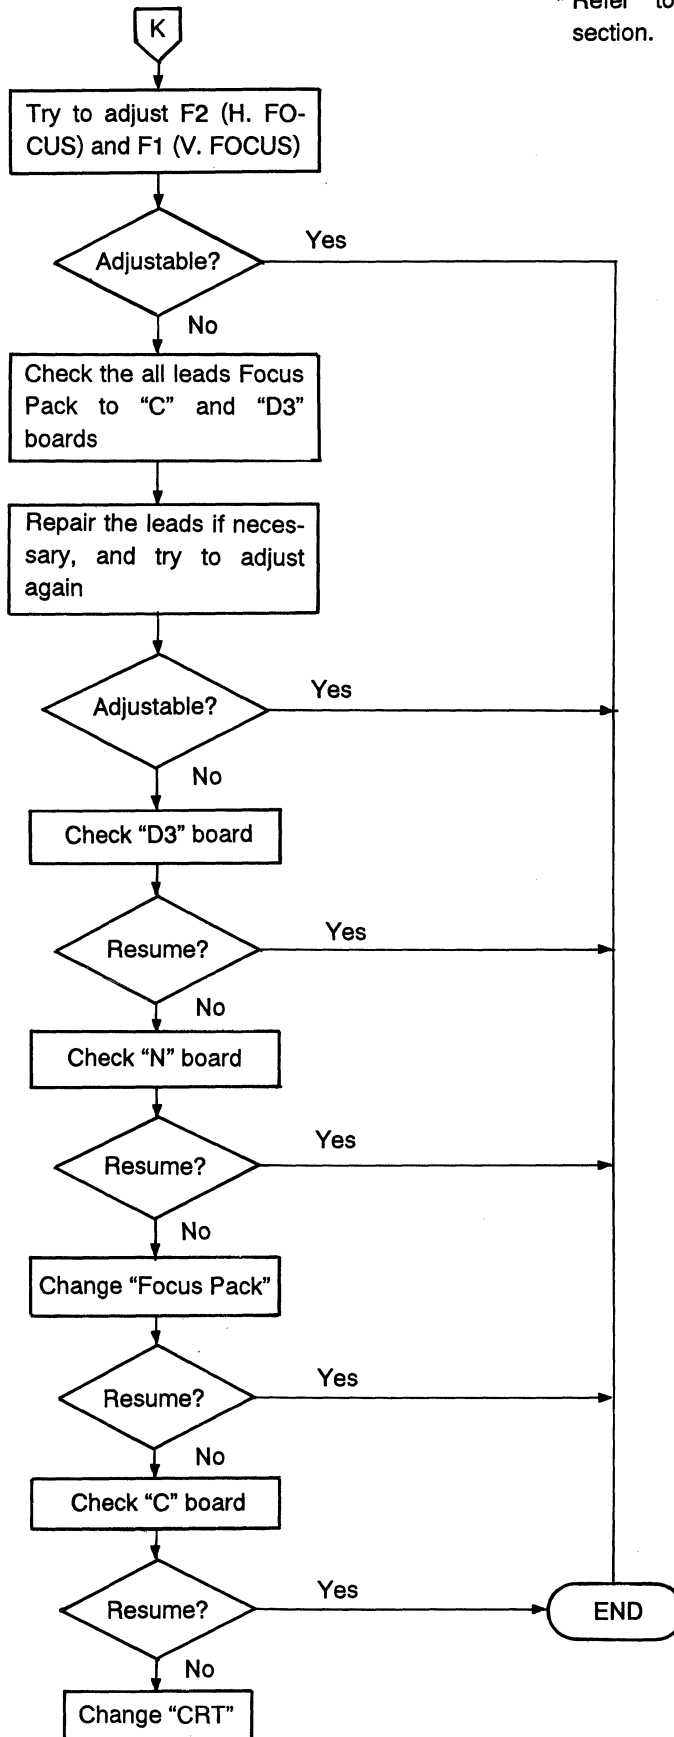 Refer to
section.
K
Try to adjust F2 (H. FO-
CUS) and F1 (V. FOCUS)
Adjustable?
Yes
No
Check the all leads Focus
Pack to “C” and “D3”
boards
Repair the leads if neces-
sary, and try to adjust
again
Adjustable?
Yes
No
Check “D3” board
Resume?
Yes
No
Check “N” board
Resume?
Yes
No
Change “Focus Pack”
Resume?
Yes
No
Check “C” board
Resume?
Yes
END
No
Change “CRT”